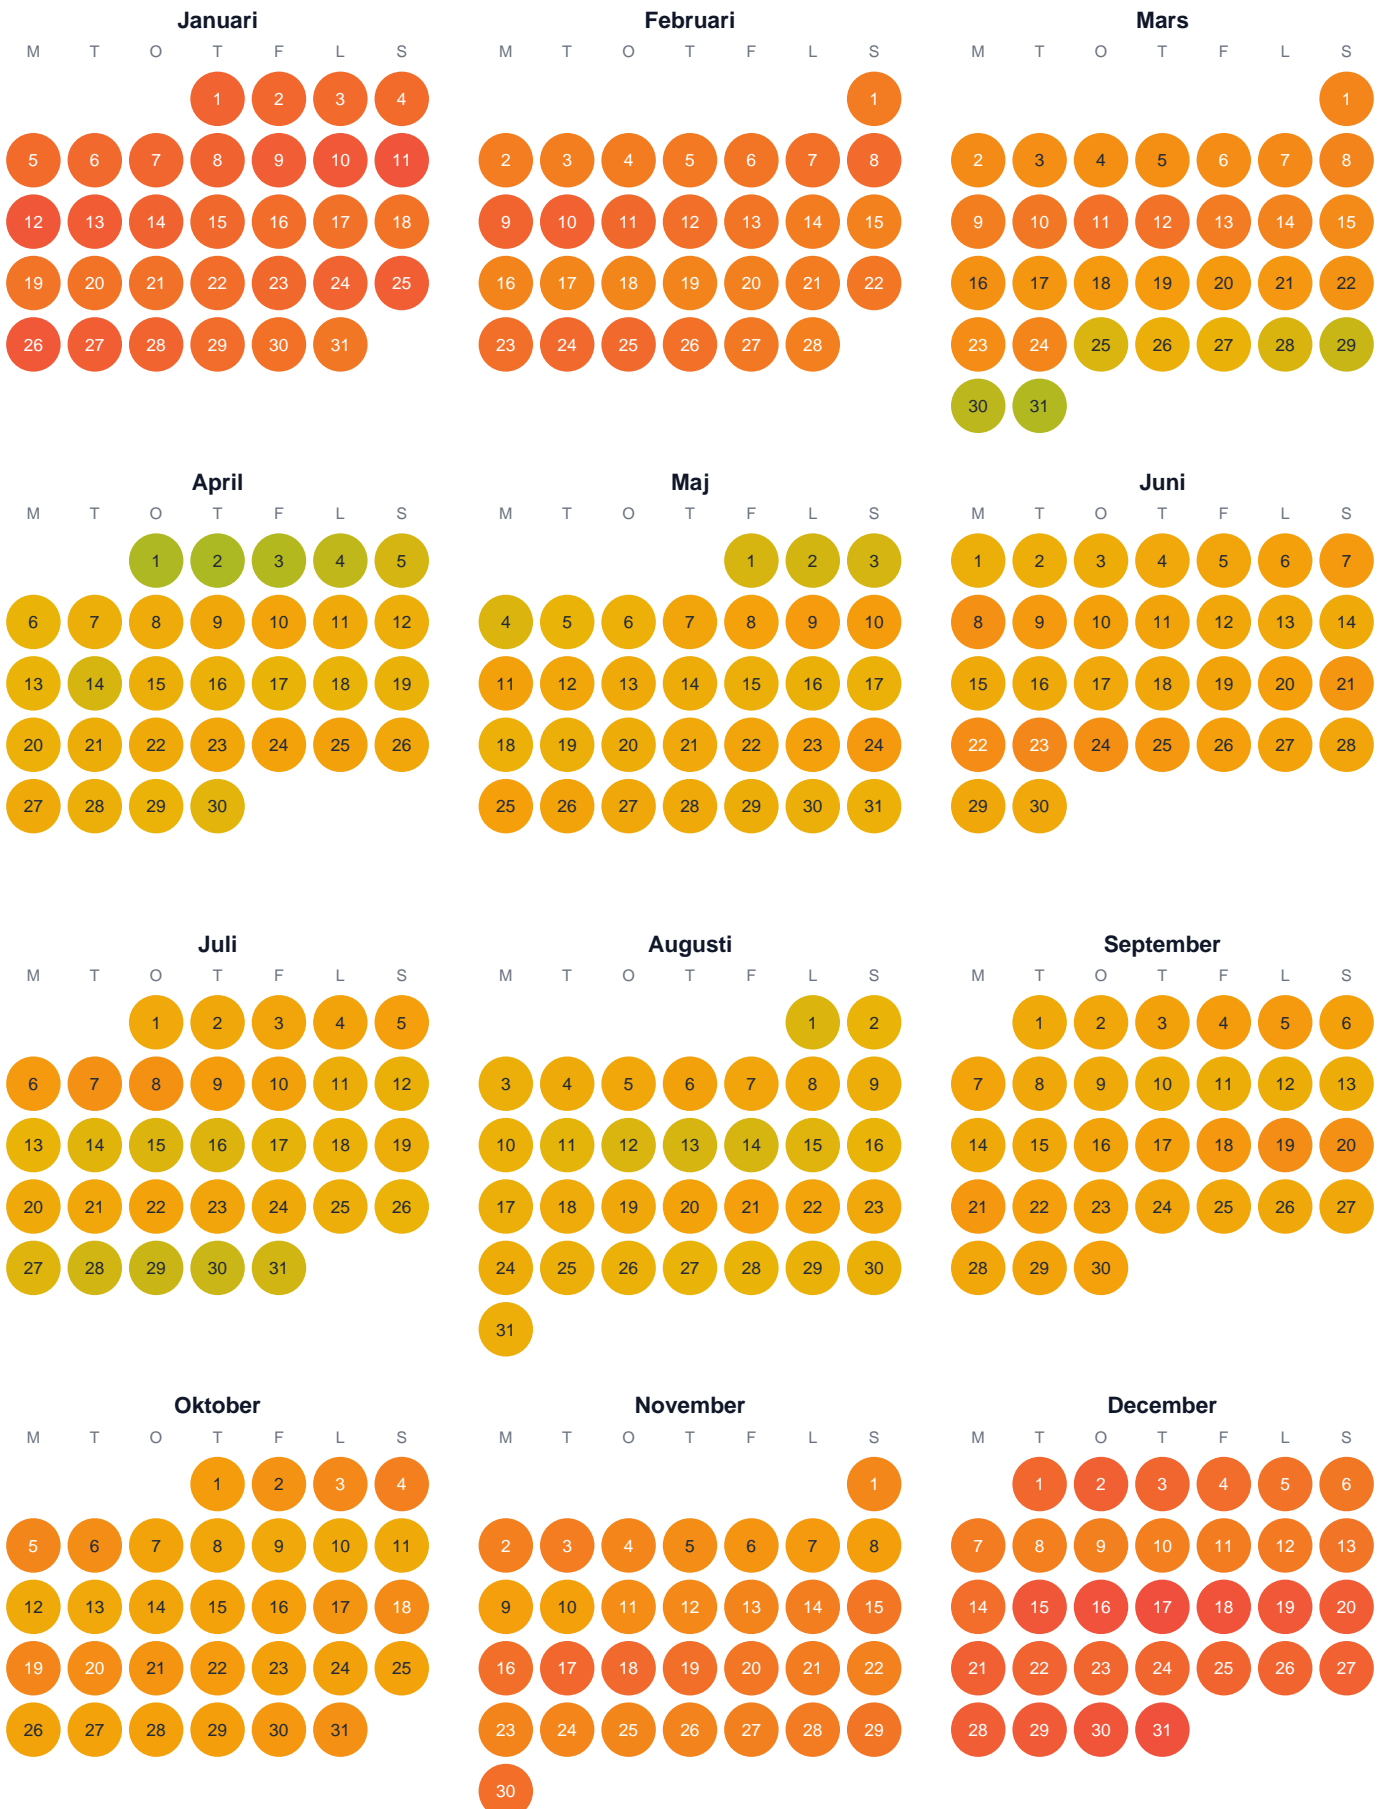 Januari Februari Mars
M T O T F L S M T O T F L S M T O T F L S
1 2 3 4 1 1
5 6 7 8 9 10 11 2 3 4 5 6 7 8 2 3 4 5 6 7 8
12 13 14 15 16 17 18 9 10 11 12 13 14 15 9 10 11 12 13 14 15
19 20 21 22 23 24 25 16 17 18 19 20 21 22 16 17 18 19 20 21 22
26 27 28 29 30 31 23 24 25 26 27 28 23 24 25 26 27 28 29
30 31
April Maj Juni
M T O T F L S M T O T F L S M T O T F L S
1 2 3 4 5 1 2 3 1 2 3 4 5 6 7
6 7 8 9 10 11 12 4 5 6 7 8 9 10 8 9 10 11 12 13 14
13 14 15 16 17 18 19 11 12 13 14 15 16 17 15 16 17 18 19 20 21
20 21 22 23 24 25 26 18 19 20 21 22 23 24 22 23 24 25 26 27 28
27 28 29 30 25 26 27 28 29 30 31 29 30
Juli Augusti September
M T O T F L S M T O T F L S M T O T F L S
1 2 3 4 5 1 2 1 2 3 4 5 6
6 7 8 9 10 11 12 3 4 5 6 7 8 9 7 8 9 10 11 12 13
13 14 15 16 17 18 19 10 11 12 13 14 15 16 14 15 16 17 18 19 20
20 21 22 23 24 25 26 17 18 19 20 21 22 23 21 22 23 24 25 26 27
27 28 29 30 31 24 25 26 27 28 29 30 28 29 30
31
Oktober November December
M T O T F L S M T O T F L S M T O T F L S
1 2 3 4 1 1 2 3 4 5 6
5 6 7 8 9 10 11 2 3 4 5 6 7 8 7 8 9 10 11 12 13
12 13 14 15 16 17 18 9 10 11 12 13 14 15 14 15 16 17 18 19 20
19 20 21 22 23 24 25 16 17 18 19 20 21 22 21 22 23 24 25 26 27
26 27 28 29 30 31 23 24 25 26 27 28 29 28 29 30 31
30